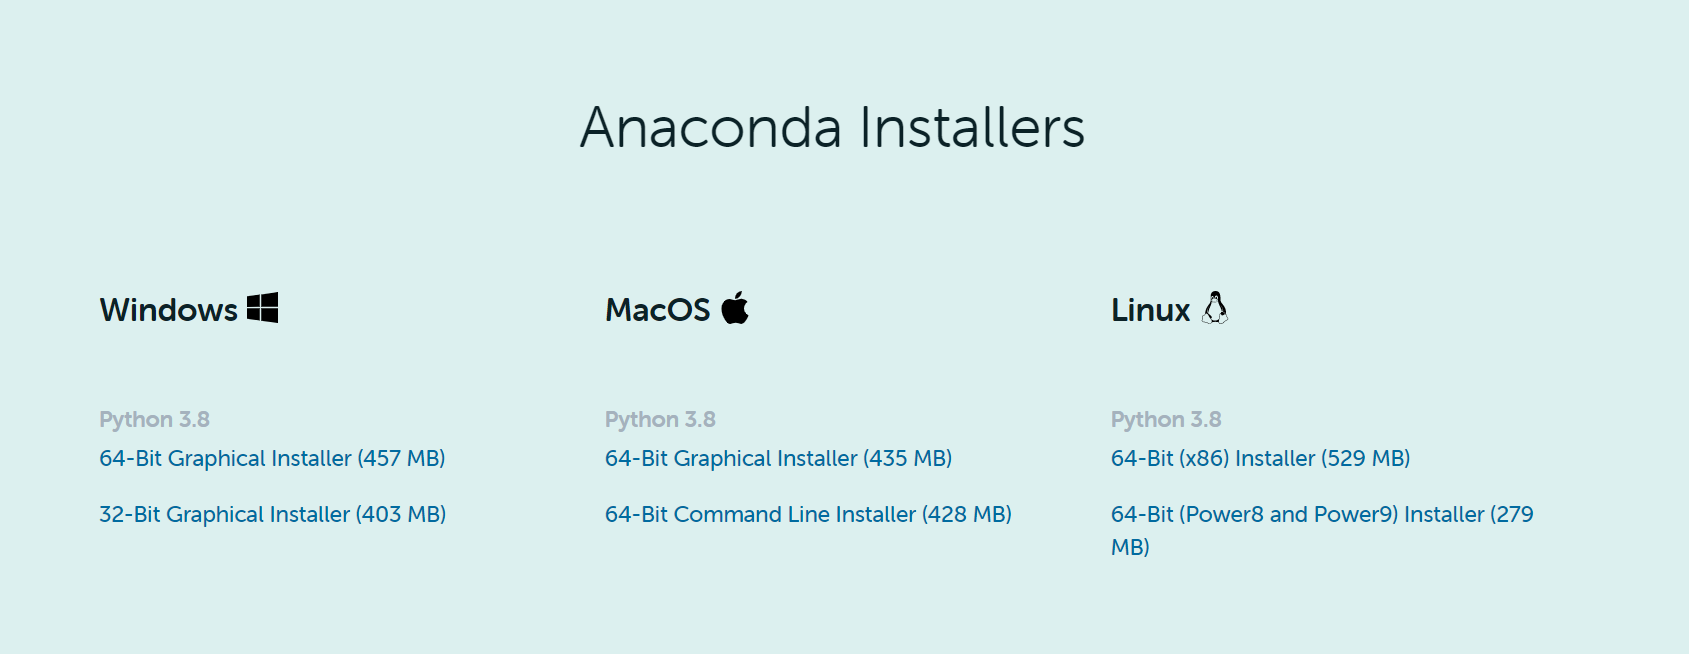 Anaconda Installers
Windows
MacOS
Linux
Python 3.8
64-Bit Graphical Installer (457 MB)
32-Bit Graphical Installer (403 MB)
Python 3.8
64-Bit Graphical Installer (435 MB)
64-Bit Command Line Installer (428 MB)
Python 3.8
64-Bit (x86) Installer (529 MB)
64-Bit (Power8 and Power9) Installer (279
MB)